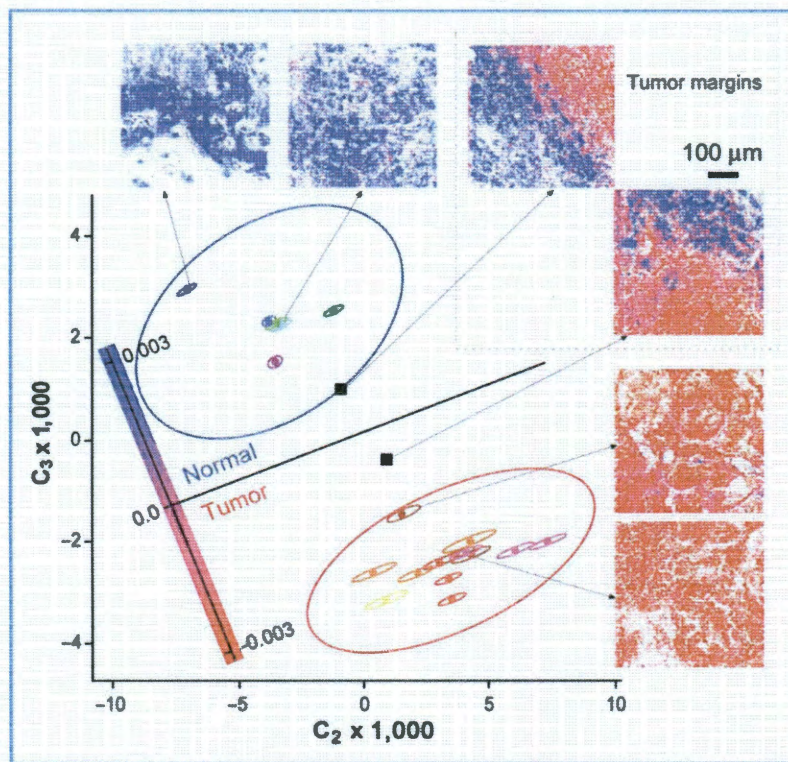 Tumor margins
100 µm
4
2
0
−2
−4
C₃ x 1,000
0.003
0.0
-0.003
Normal
Tumor
−10
−5
0
5
10
C₂ x 1,000